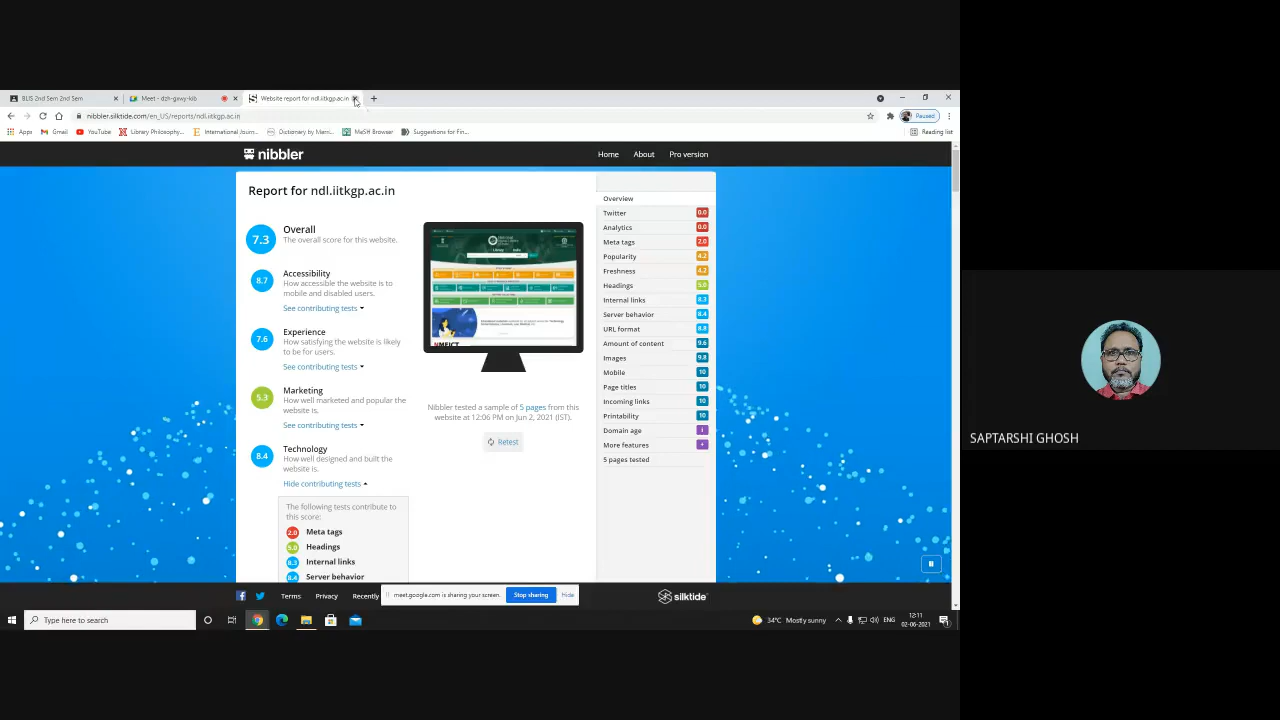 BLIS 2nd Sem 2nd Sem
Meet - dzh-gswy-kib
Website report for ndl.iitkgp.ac.in
nibbler.silktide.com/en_US/reports/ndl.iitkgp.ac.in
Paused
Apps
Gmail
YouTube
Library Philosophy...
International Journ...
Dictionary by Merri...
MeSH Browser
Suggestions for Fin...
Reading list
nibbler
Home
About
Pro version
Report for ndl.iitkgp.ac.in
7.3
Overall
The overall score for this website.
8.7
Accessibility
How accessible the website is to
mobile and disabled users.
See contributing tests
7.6
Experience
How satisfying the website is likely
to be for users.
See contributing tests
5.3
Marketing
How well marketed and popular the
website is.
See contributing tests
8.4
Technology
How well designed and built the
website is.
Hide contributing tests
The following tests contribute to
this score:
2.0 Meta tags
5.0 Headings
8.3 Internal links
8.4 Server behavior
NMEICT
Nibbler tested a sample of 5 pages from this
website at 12:06 PM on Jun 2, 2021 (IST).
Retest
Overview
Twitter 0.0
Analytics 0.0
Meta tags 2.0
Popularity 4.2
Freshness 4.2
Headings 5.0
Internal links 8.3
Server behavior 8.4
URL format 8.8
Amount of content 9.6
Images 9.8
Mobile 10
Page titles 10
Incoming links 10
Printability 10
Domain age i
More features +
5 pages tested
Terms
Privacy
Recently
meet.google.com is sharing your screen.
Stop sharing
Hide
silktide
Type here to search
34°C Mostly sunny
ENG
12:11
02-06-2021
SAPTARSHI GHOSH